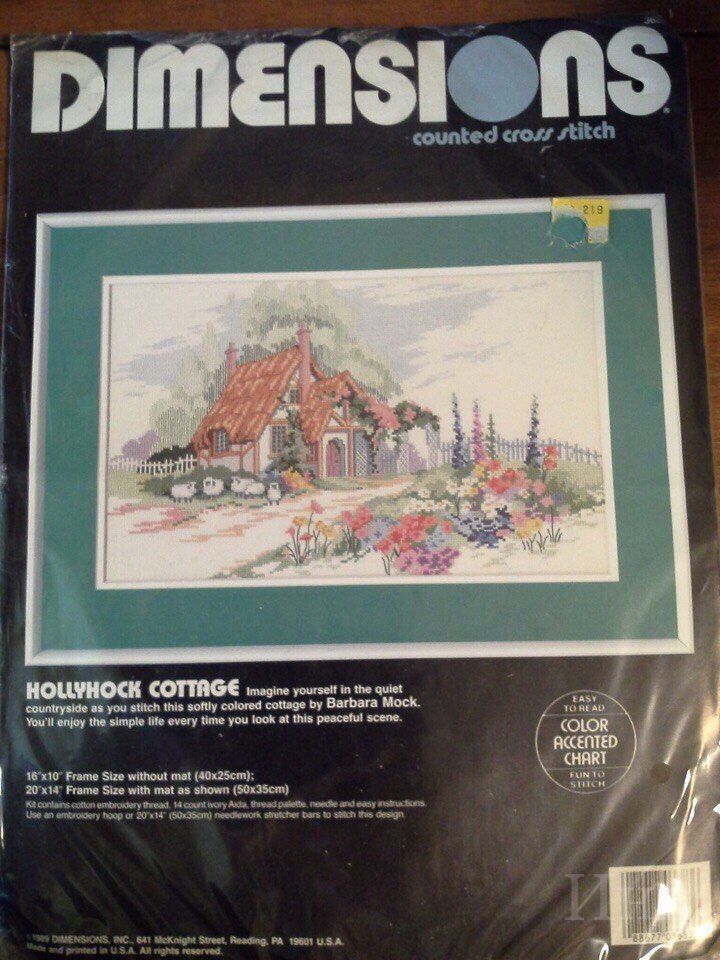 DIMENSIONS®
counted cross stitch
219
HOLLYHOCK COTTAGE Imagine yourself in the quiet
countryside as you stitch this softly colored cottage by Barbara Mock.
You'll enjoy the simple life every time you look at this peaceful scene.
16"x10" Frame Size without mat (40x25cm);
20"x14" Frame Size with mat as shown (50x35cm)
Kit contains cotton embroidery thread, 14 count ivory Aida, thread palette, needle and easy instructions.
Use an embroidery hoop or 20"x14" (50x35cm) needlework stretcher bars to stitch this design.
EASY
TO READ
COLOR
ACCENTED
CHART
FUN TO
STITCH
©1989 DIMENSIONS, INC., 641 McKnight Street, Reading, PA 19601 U.S.A.
Made and printed in U.S.A. All rights reserved.